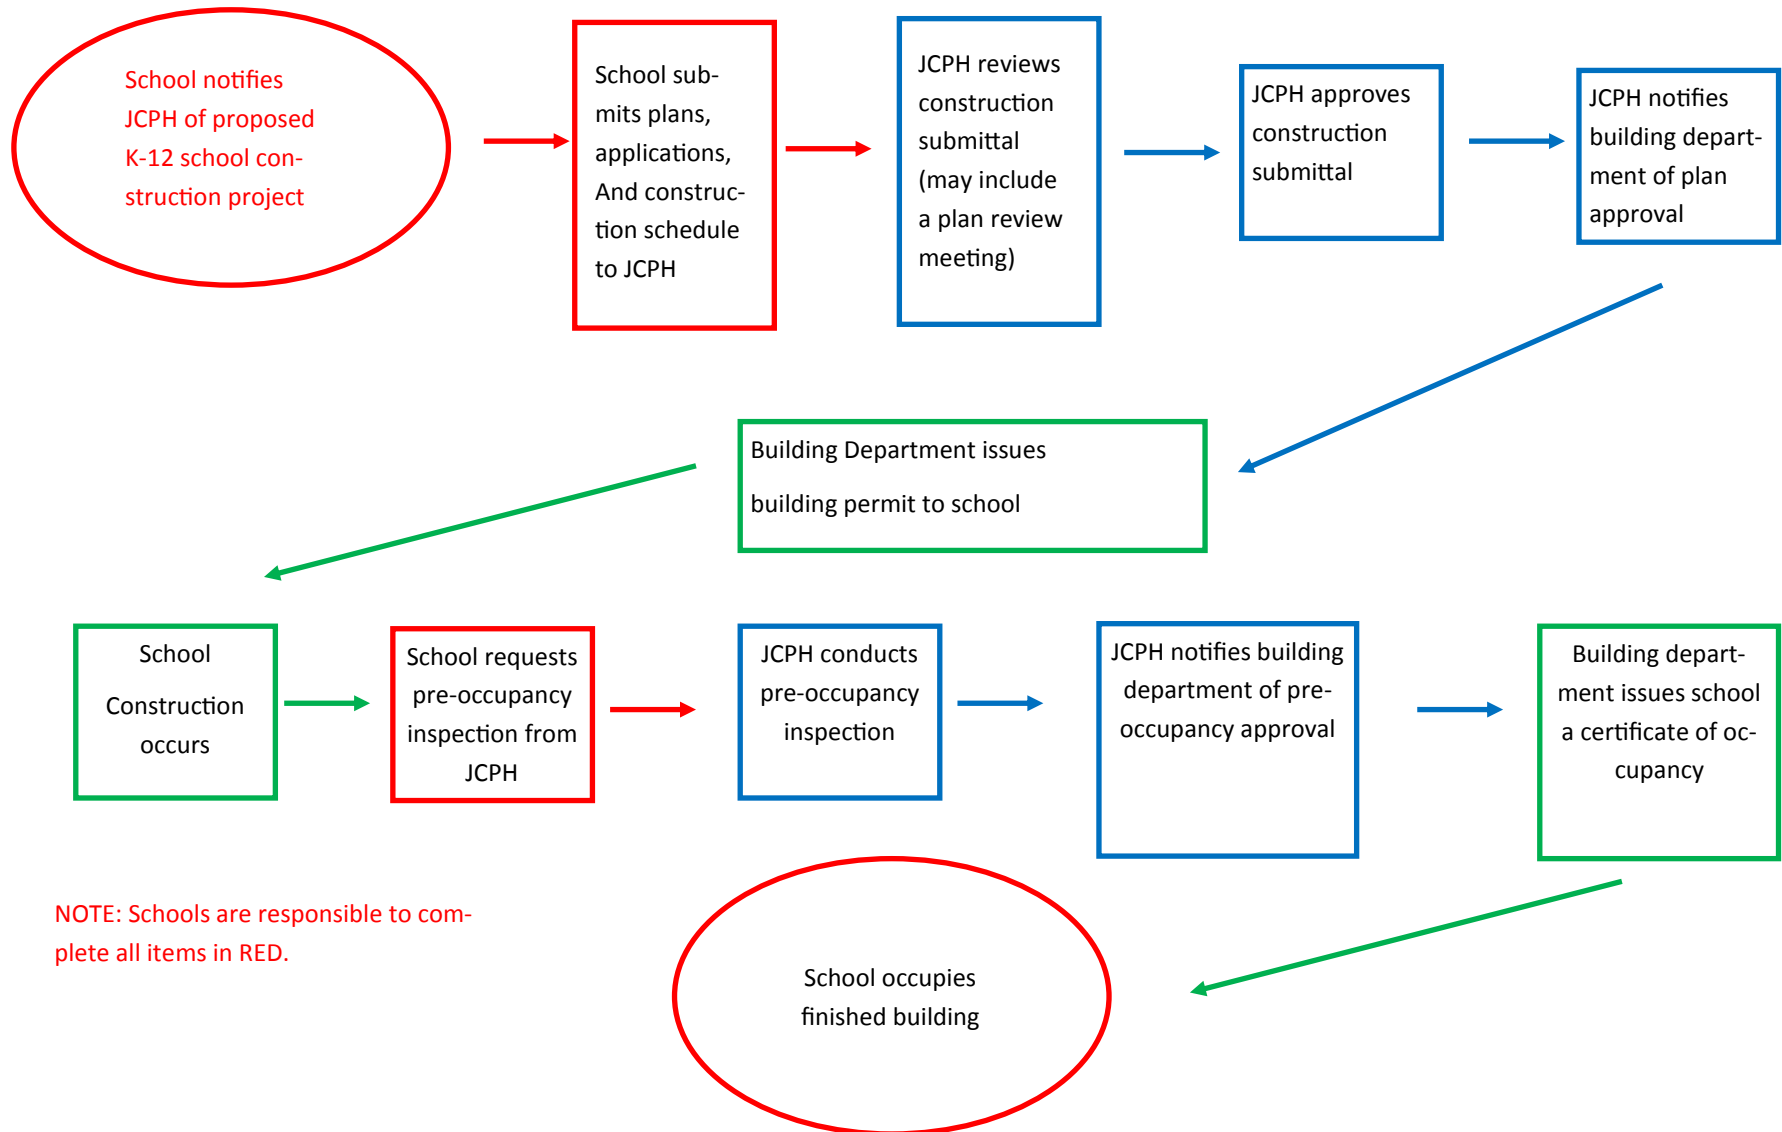 School notifies
JCPH of proposed
K-12 school con-
struction project
School sub-
mits plans,
applications,
And construc-
tion schedule
to JCPH
JCPH reviews
construction
submittal
(may include
a plan review
meeting)
JCPH approves
construction
submittal
JCPH notifies
building depart-
ment of plan
approval
Building Department issues
building permit to school
School
Construction
occurs
School requests
pre-occupancy
inspection from
JCPH
JCPH conducts
pre-occupancy
inspection
JCPH notifies building
department of pre-
occupancy approval
Building depart-
ment issues school
a certificate of oc-
cupancy
NOTE: Schools are responsible to com-
plete all items in RED.
School occupies
finished building